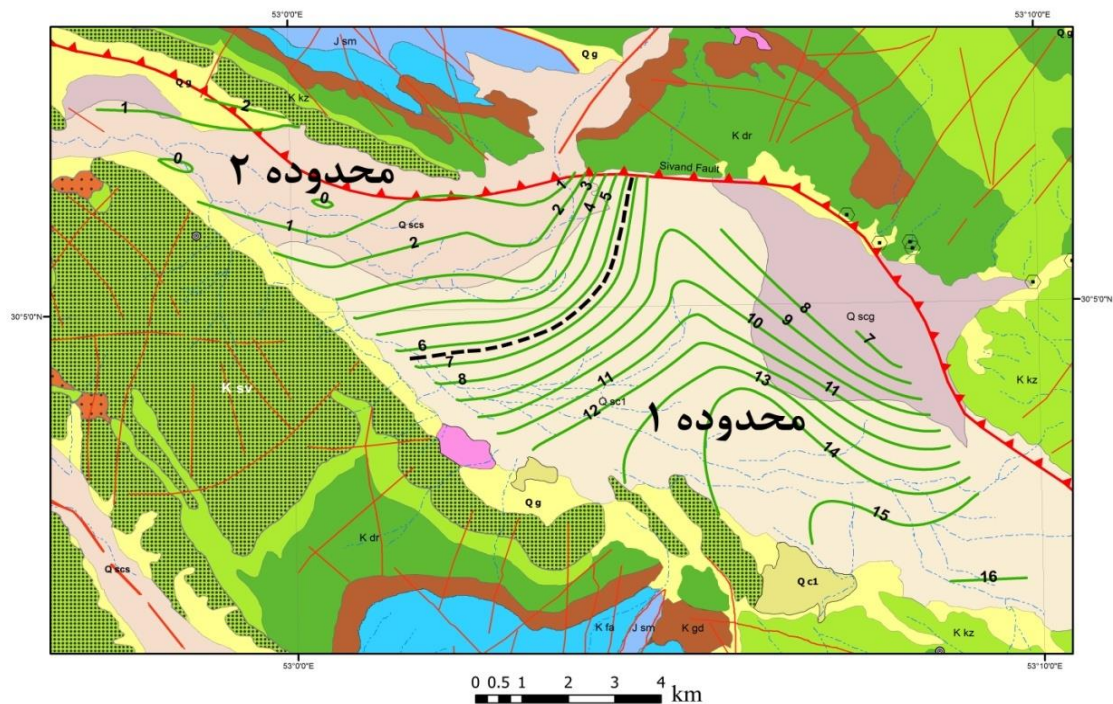 53°0'0"E
53°10'0"E
J sm
Q g
Q g
Q g
K kz
K dr
1
2
0
محدوده ۲
Sivand Fault
0
1
3
5
4
2
Q scs
1
2
30°5'0"N
30°5'0"N
8
9
Q scg
10
7
6
7
8
11
13
11
K kz
K sv
12
Q sc1
محدوده ۱
14
Q g
15
K dr
Q scs
16
Q c1
K fa
J sm
K gd
K kz
53°0'0"E
53°10'0"E
0 0.5 1 2 3 4
km